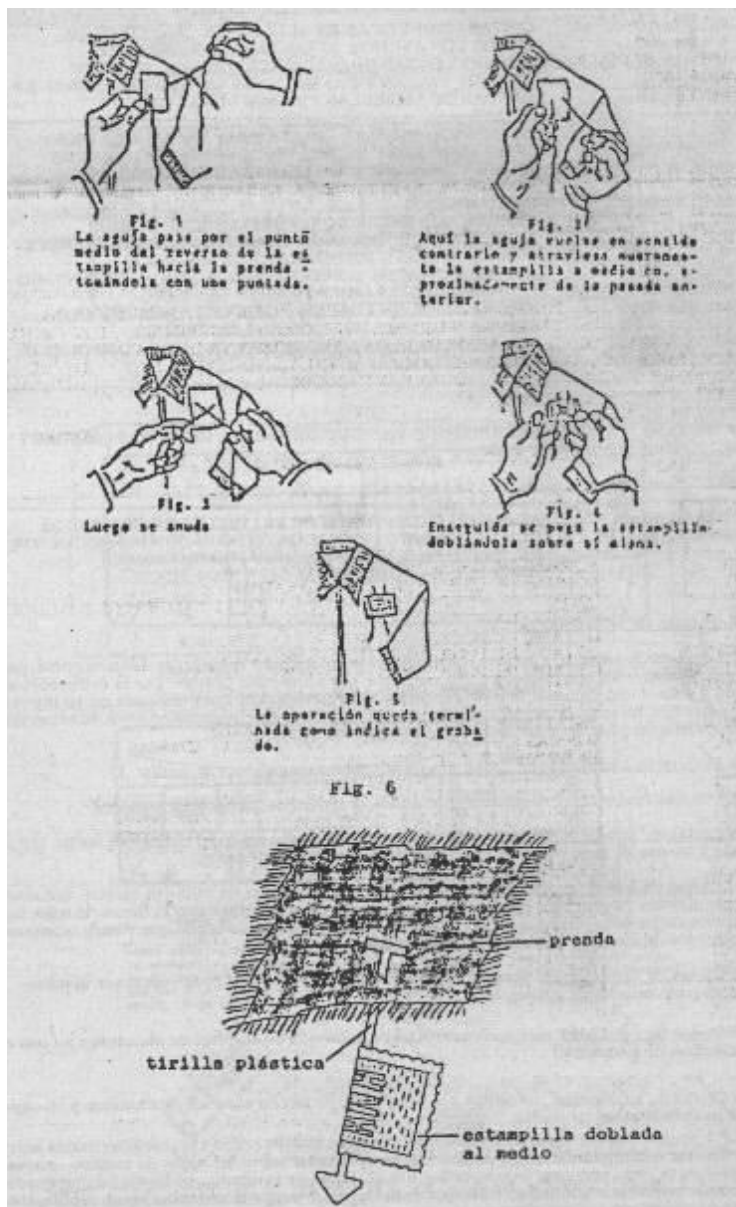 Fig. 1
La aguja pasa por el punto
medio del reverso de la es
tampilla hacia la prenda -
tomándola con una puntada.
Fig. 2
Aquí la aguja vuelve en sentido
contrario y atraviesa nuevamen-
te la estampilla a medio cm. a-
proximadamente de la pasada an-
terior.
Fig. 3
Luego se anuda
Fig. 4
Enseguida se pega la estampilla
doblándola sobre sí misma.
Fig. 5
La operación queda termi-
nada como indica el graba
do.
Fig. 6
prenda
tirilla plástica
estampilla doblada
al medio